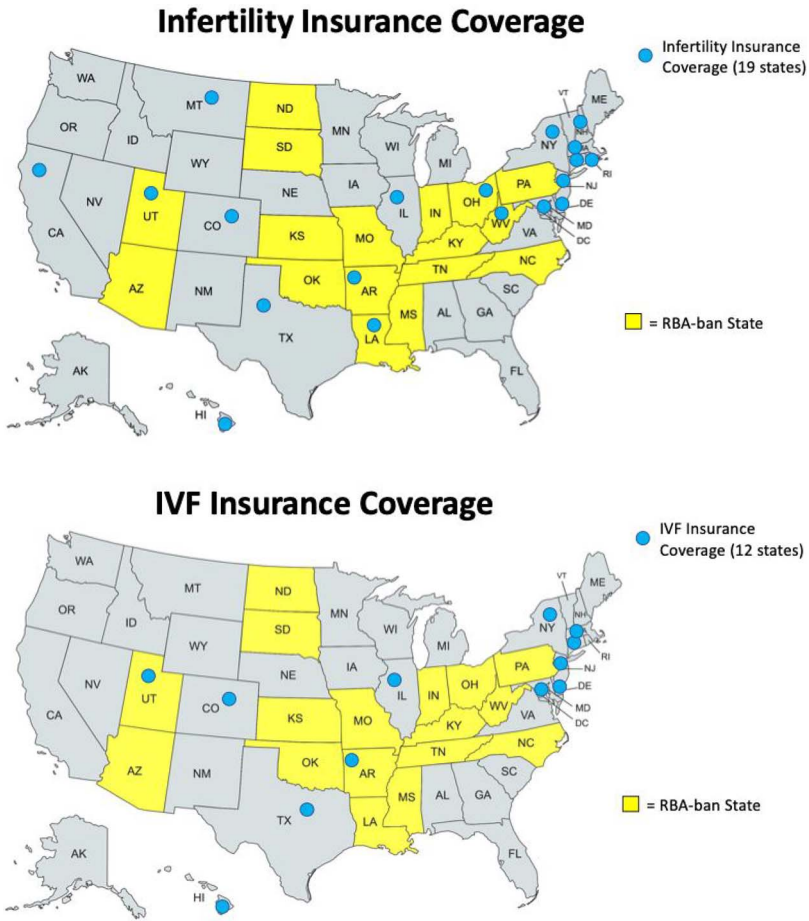 Infertility Insurance Coverage
Infertility Insurance
Coverage (19 states)
WA
MT
ND
MN
VT
ME
OR
ID
SD
WI
MI
NY
NH
RI
WY
IA
NE
PA
NJ
NV
UT
CO
IL
IN
OH
DE
CA
KS
MO
WV
VA
MD
DC
KY
AZ
NM
OK
AR
TN
NC
SC
MS
AL
GA
TX
LA
FL
AK
HI
= RBA-ban State
IVF Insurance Coverage
IVF Insurance
Coverage (12 states)
WA
MT
ND
MN
VT
ME
OR
ID
SD
WI
MI
NY
NH
RI
WY
IA
NE
PA
NJ
NV
UT
CO
IL
IN
OH
DE
CA
KS
MO
WV
VA
MD
DC
KY
AZ
NM
OK
AR
TN
NC
SC
MS
AL
GA
TX
LA
FL
AK
HI
= RBA-ban State